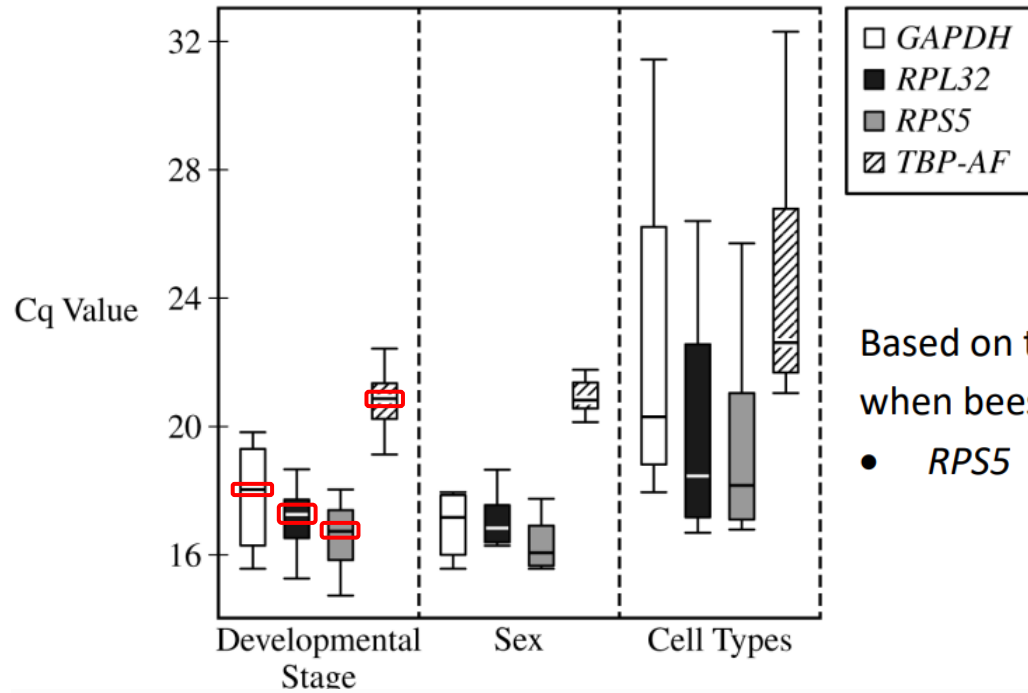 32
28
24
20
16
Cq Value
Developmental
Stage
Sex
Cell Types
GAPDH
RPL32
RPS5
TBP-AF
Based on
when bees
• RPS5